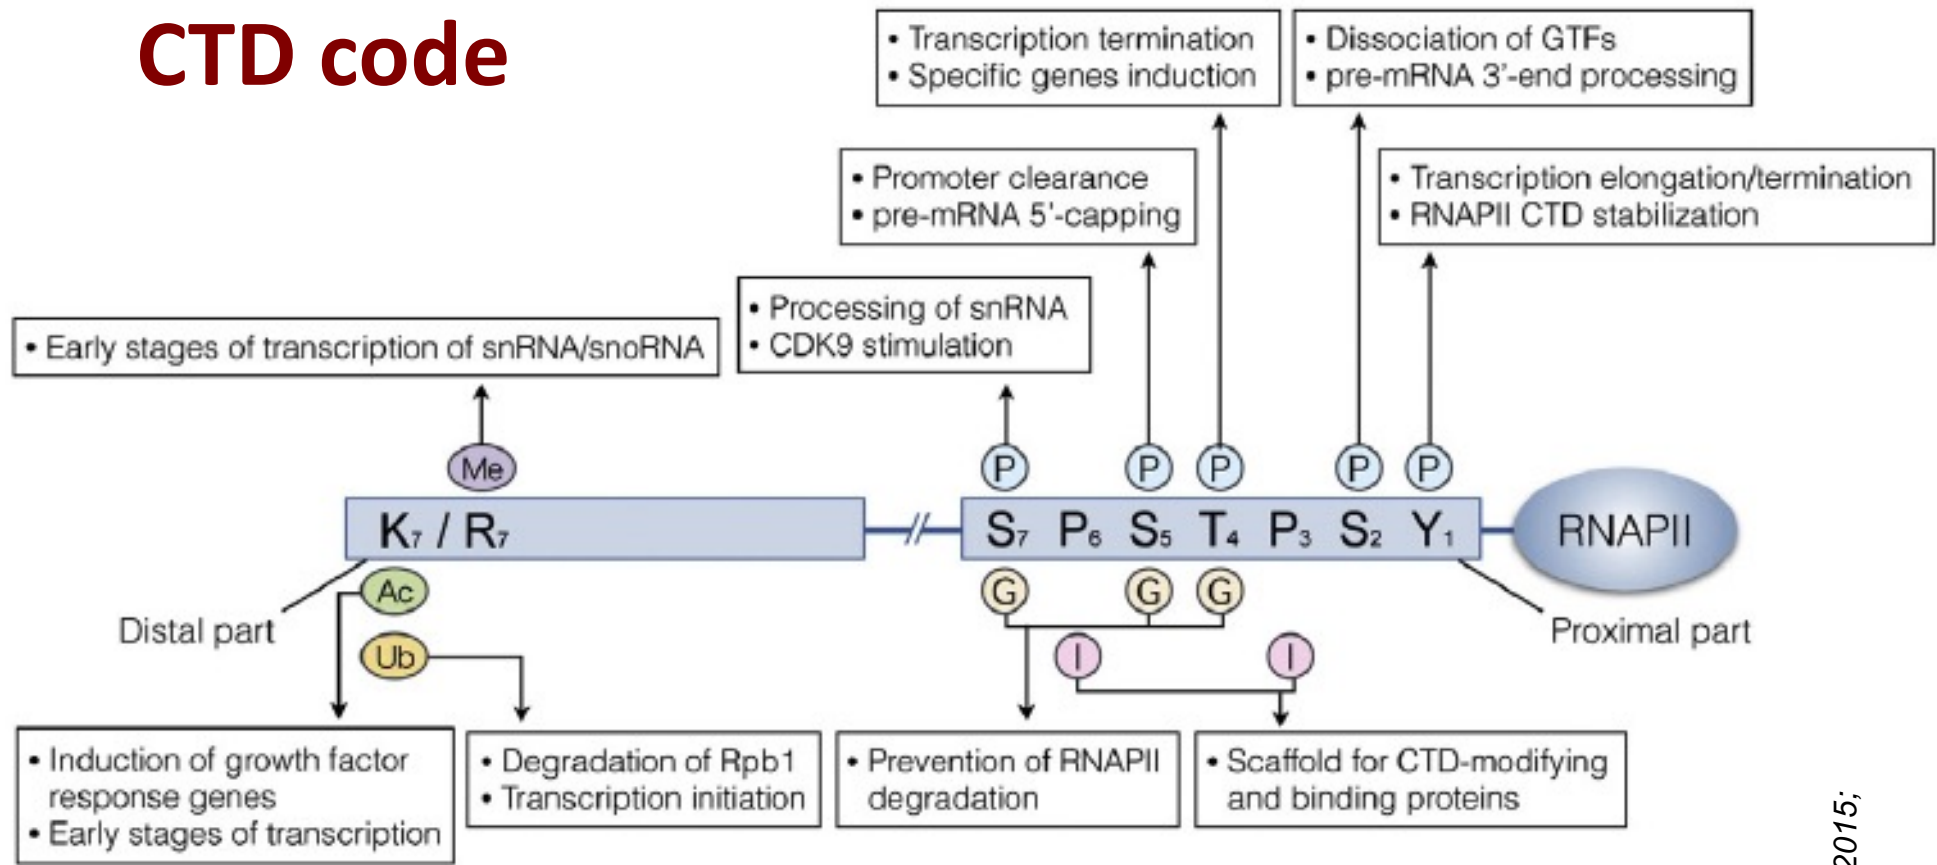 CTD code
• Transcription termination
• Specific genes induction
• Dissociation of GTFs
• pre-mRNA 3'-end processing
• Promoter clearance
• pre-mRNA 5'-capping
• Transcription elongation/termination
• RNAPII CTD stabilization
• Processing of snRNA
• CDK9 stimulation
• Early stages of transcription of snRNA/snoRNA
Me
P
P
P
P
P
K₇ / R₇
S₇ P₆ S₅ T₄ P₃ S₂ Y₁
RNAPII
Ac
G
G
G
Distal part
Proximal part
Ub
I
I
• Induction of growth factor
response genes
• Early stages of transcription
• Degradation of Rpb1
• Transcription initiation
• Prevention of RNAPII
degradation
• Scaffold for CTD-modifying
and binding proteins
2015;